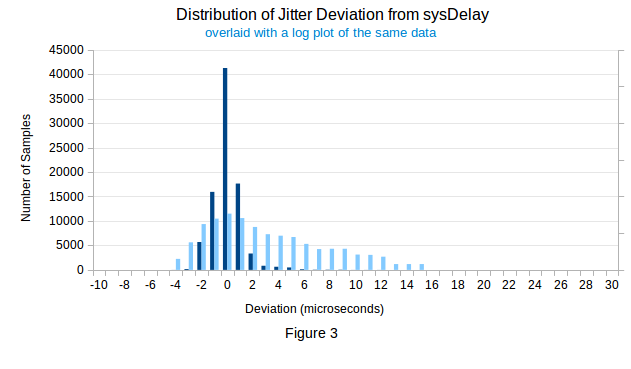 Distribution of Jitter Deviation from sysDelay
overlaid with a log plot of the same data
45000
40000
35000
30000
25000
20000
15000
10000
5000
0
Number of Samples
-10 -8 -6 -4 -2 0 2 4 6 8 10 12 14 16 18 20 22 24 26 28 30
Deviation (microseconds)
Figure 3